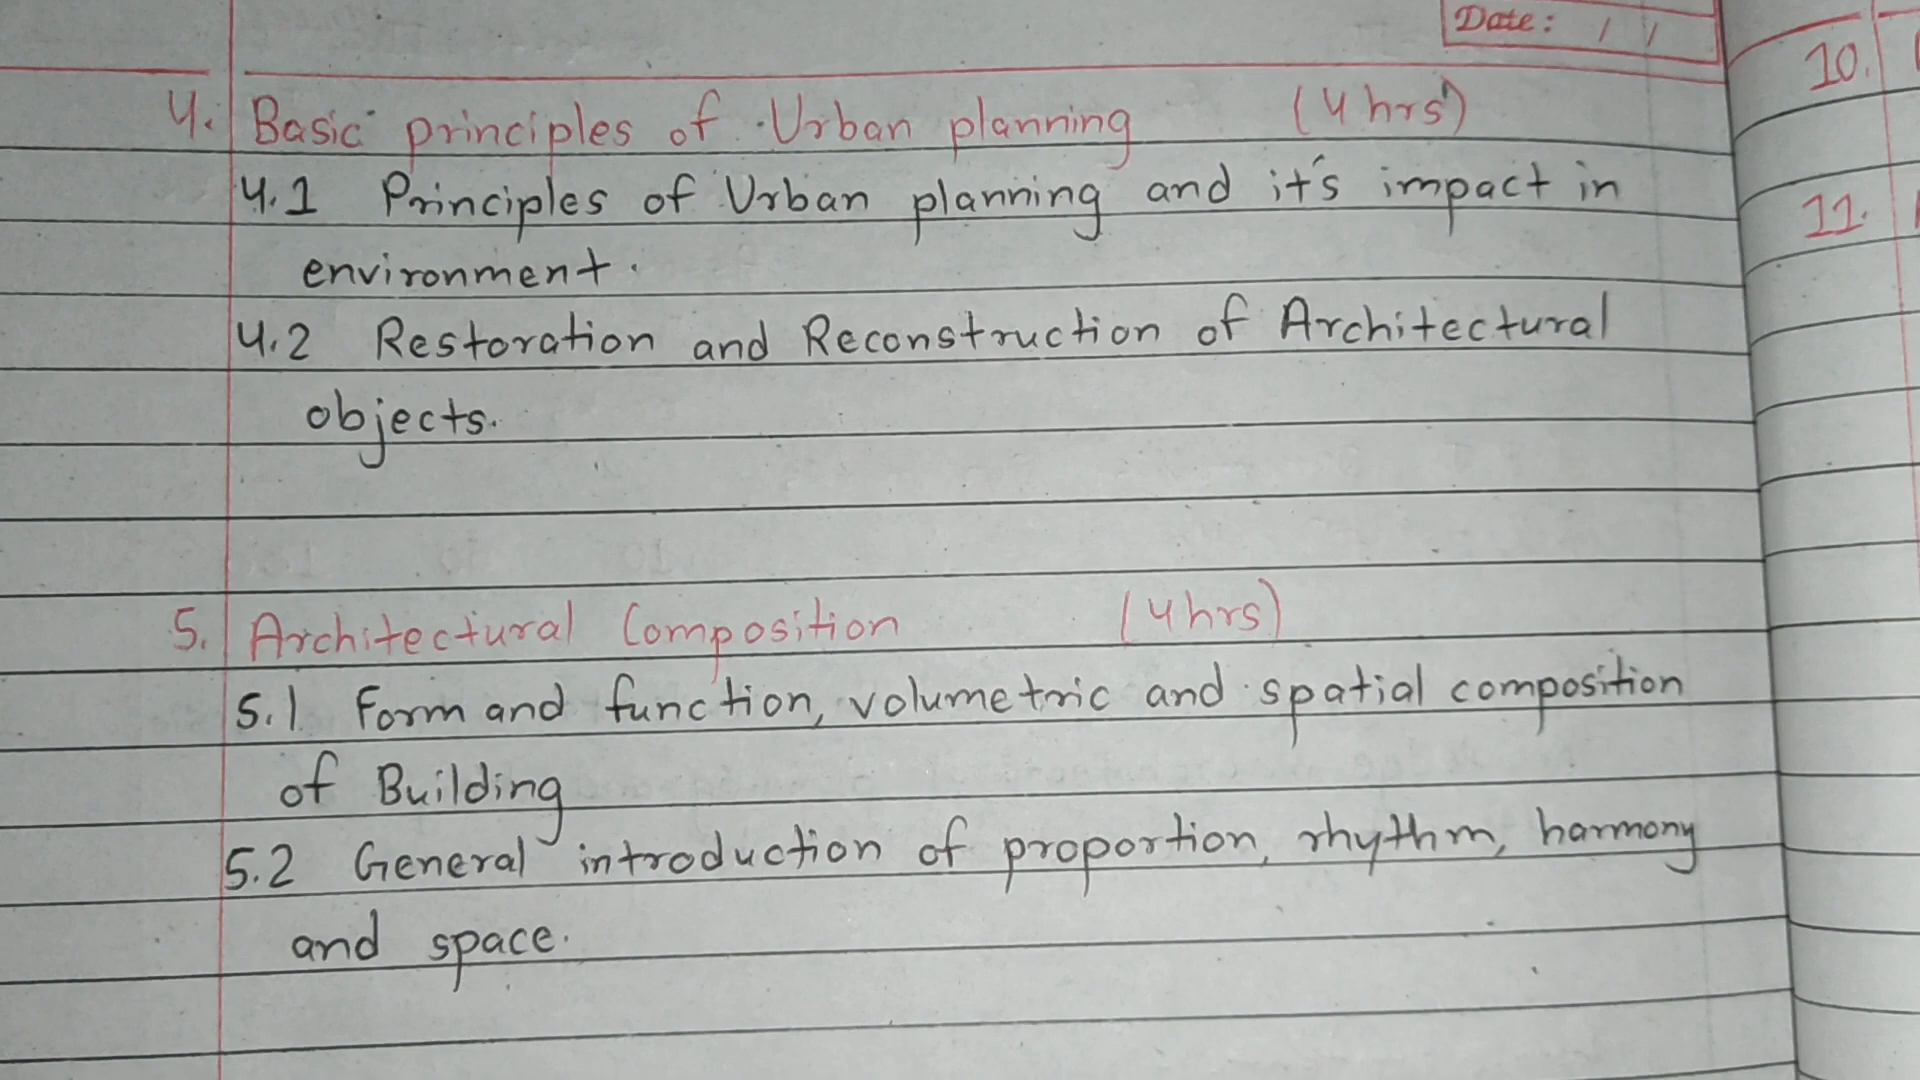 Date: / /
4. Basic principles of Urban planning (4 hrs)
4.1 Principles of Urban planning and it's impact in
environment.
4.2 Restoration and Reconstruction of Architectural
objects.
5. Architectural Composition (4 hrs)
5.1 Form and function, volumetric and spatial composition
of Building
5.2 General introduction of proportion, rhythm, harmony
and space.
10.
11.